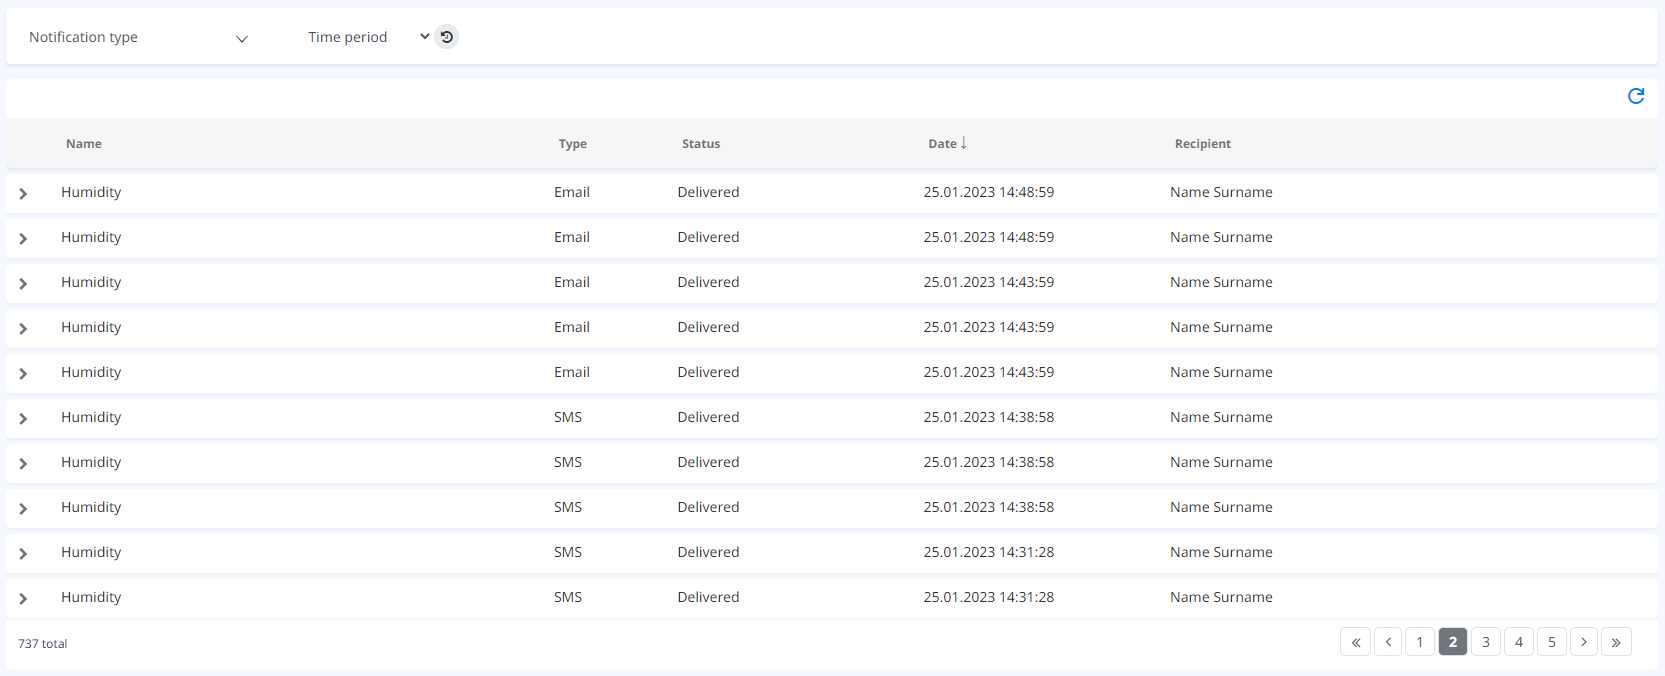 Notification type Time period
Name Type Status Date↓ Recipient
Humidity Email Delivered 25.01.2023 14:48:59 Name Surname
Humidity Email Delivered 25.01.2023 14:48:59 Name Surname
Humidity Email Delivered 25.01.2023 14:43:59 Name Surname
Humidity Email Delivered 25.01.2023 14:43:59 Name Surname
Humidity Email Delivered 25.01.2023 14:43:59 Name Surname
Humidity SMS Delivered 25.01.2023 14:38:58 Name Surname
Humidity SMS Delivered 25.01.2023 14:38:58 Name Surname
Humidity SMS Delivered 25.01.2023 14:38:58 Name Surname
Humidity SMS Delivered 25.01.2023 14:31:28 Name Surname
Humidity SMS Delivered 25.01.2023 14:31:28 Name Surname
737 total « ‹ 1 2 3 4 5 › »